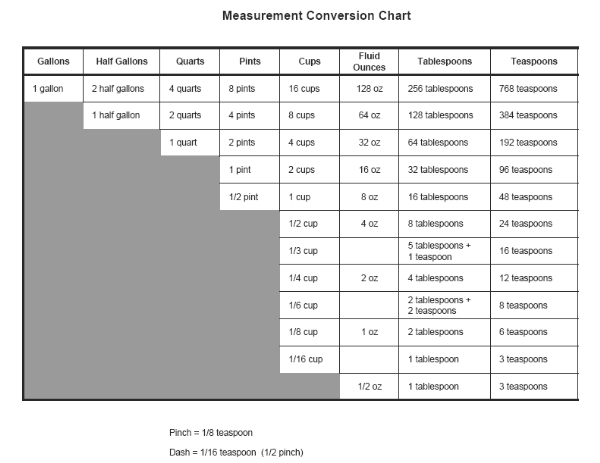 Measurement Conversion Chart
Gallons Half Gallons Quarts Pints Cups Fluid Ounces Tablespoons Teaspoons
1 gallon 2 half gallons 4 quarts 8 pints 16 cups 128 oz 256 tablespoons 768 teaspoons
1 half gallon 2 quarts 4 pints 8 cups 64 oz 128 tablespoons 384 teaspoons
1 quart 2 pints 4 cups 32 oz 64 tablespoons 192 teaspoons
1 pint 2 cups 16 oz 32 tablespoons 96 teaspoons
1/2 pint 1 cup 8 oz 16 tablespoons 48 teaspoons
1/2 cup 4 oz 8 tablespoons 24 teaspoons
1/3 cup 5 tablespoons + 1 teaspoon 16 teaspoons
1/4 cup 2 oz 4 tablespoons 12 teaspoons
1/6 cup 2 tablespoons + 2 teaspoons 8 teaspoons
1/8 cup 1 oz 2 tablespoons 6 teaspoons
1/16 cup 1 tablespoon 3 teaspoons
1/2 oz 1 tablespoon 3 teaspoons
Pinch = 1/8 teaspoon
Dash = 1/16 teaspoon (1/2 pinch)